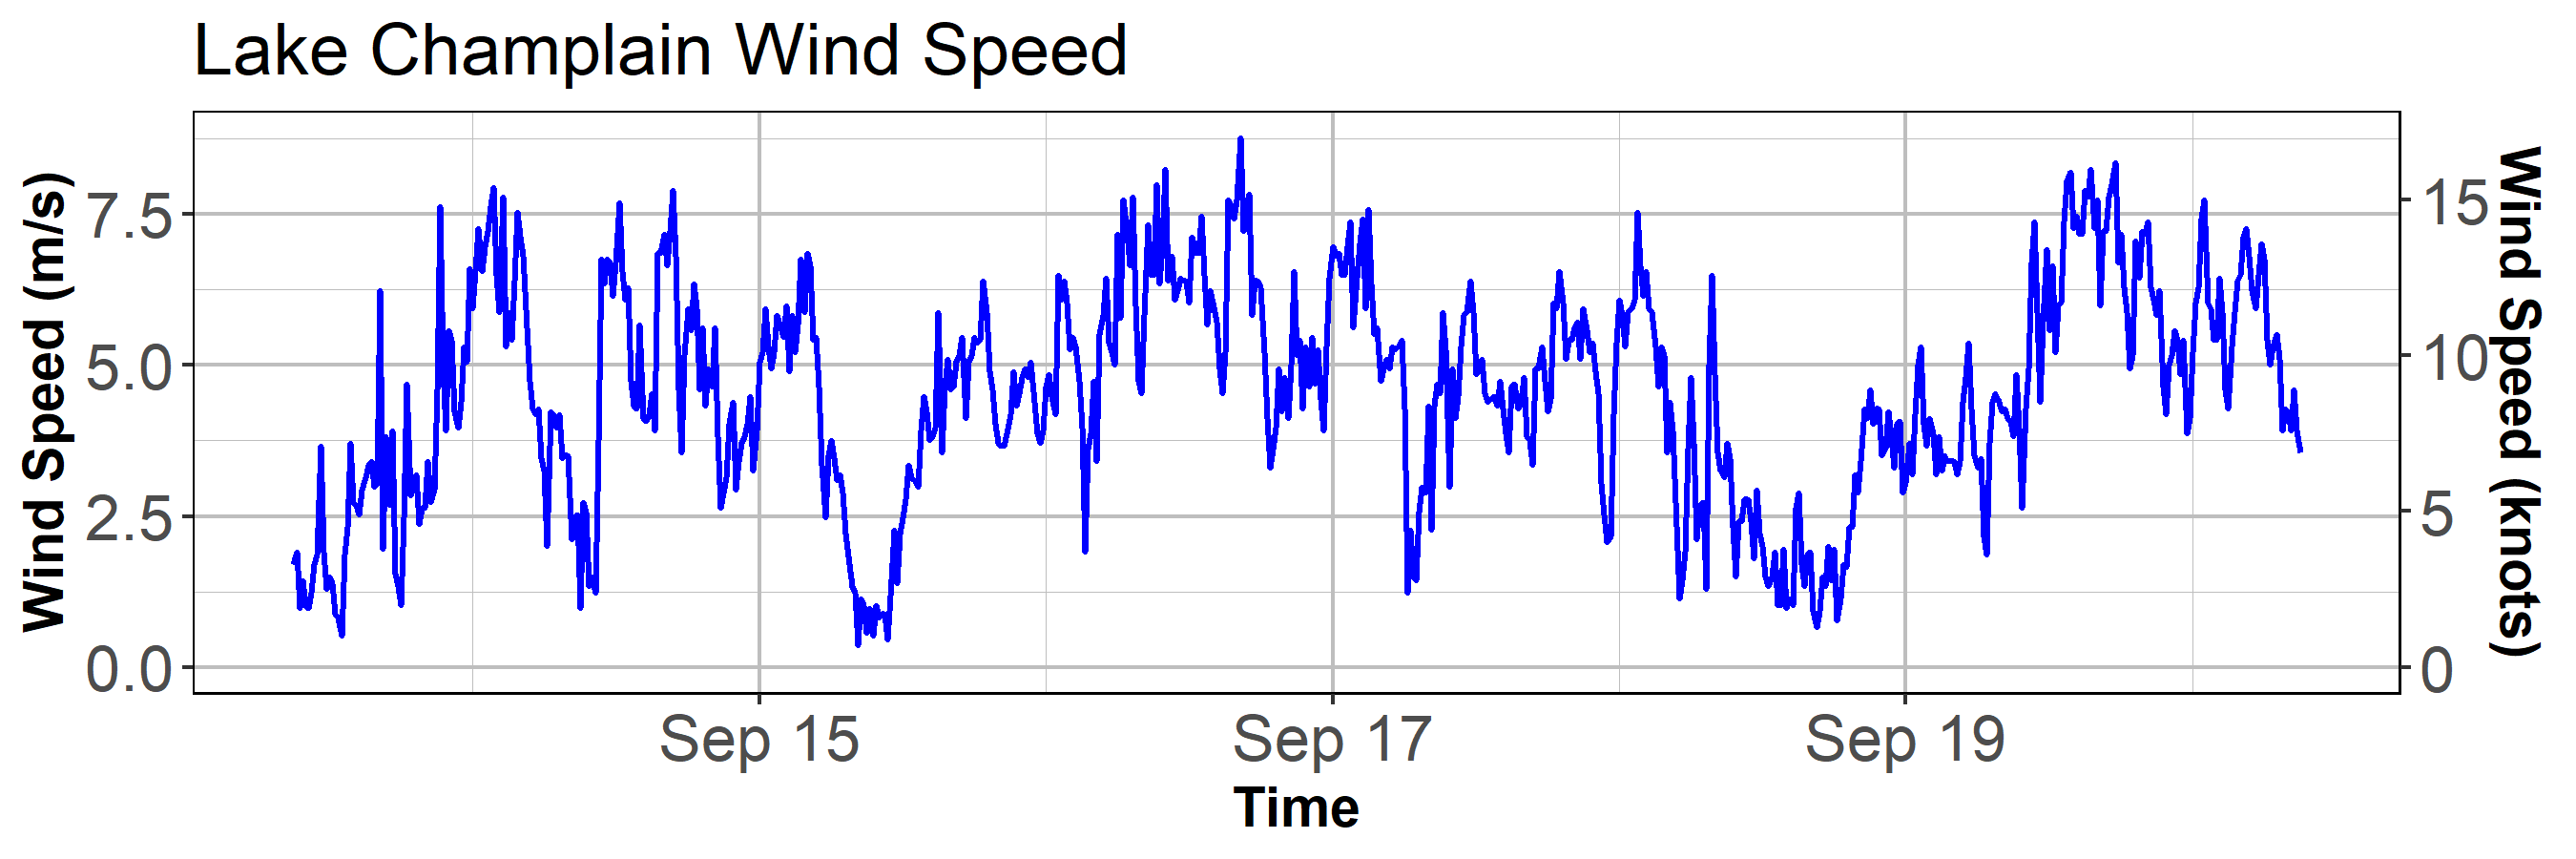 Lake Champlain Wind Speed
Wind Speed (m/s)
7.5
5.0
2.5
0.0
15
10
5
0
Wind Speed (knots)
Sep 15 Sep 17 Sep 19
Time